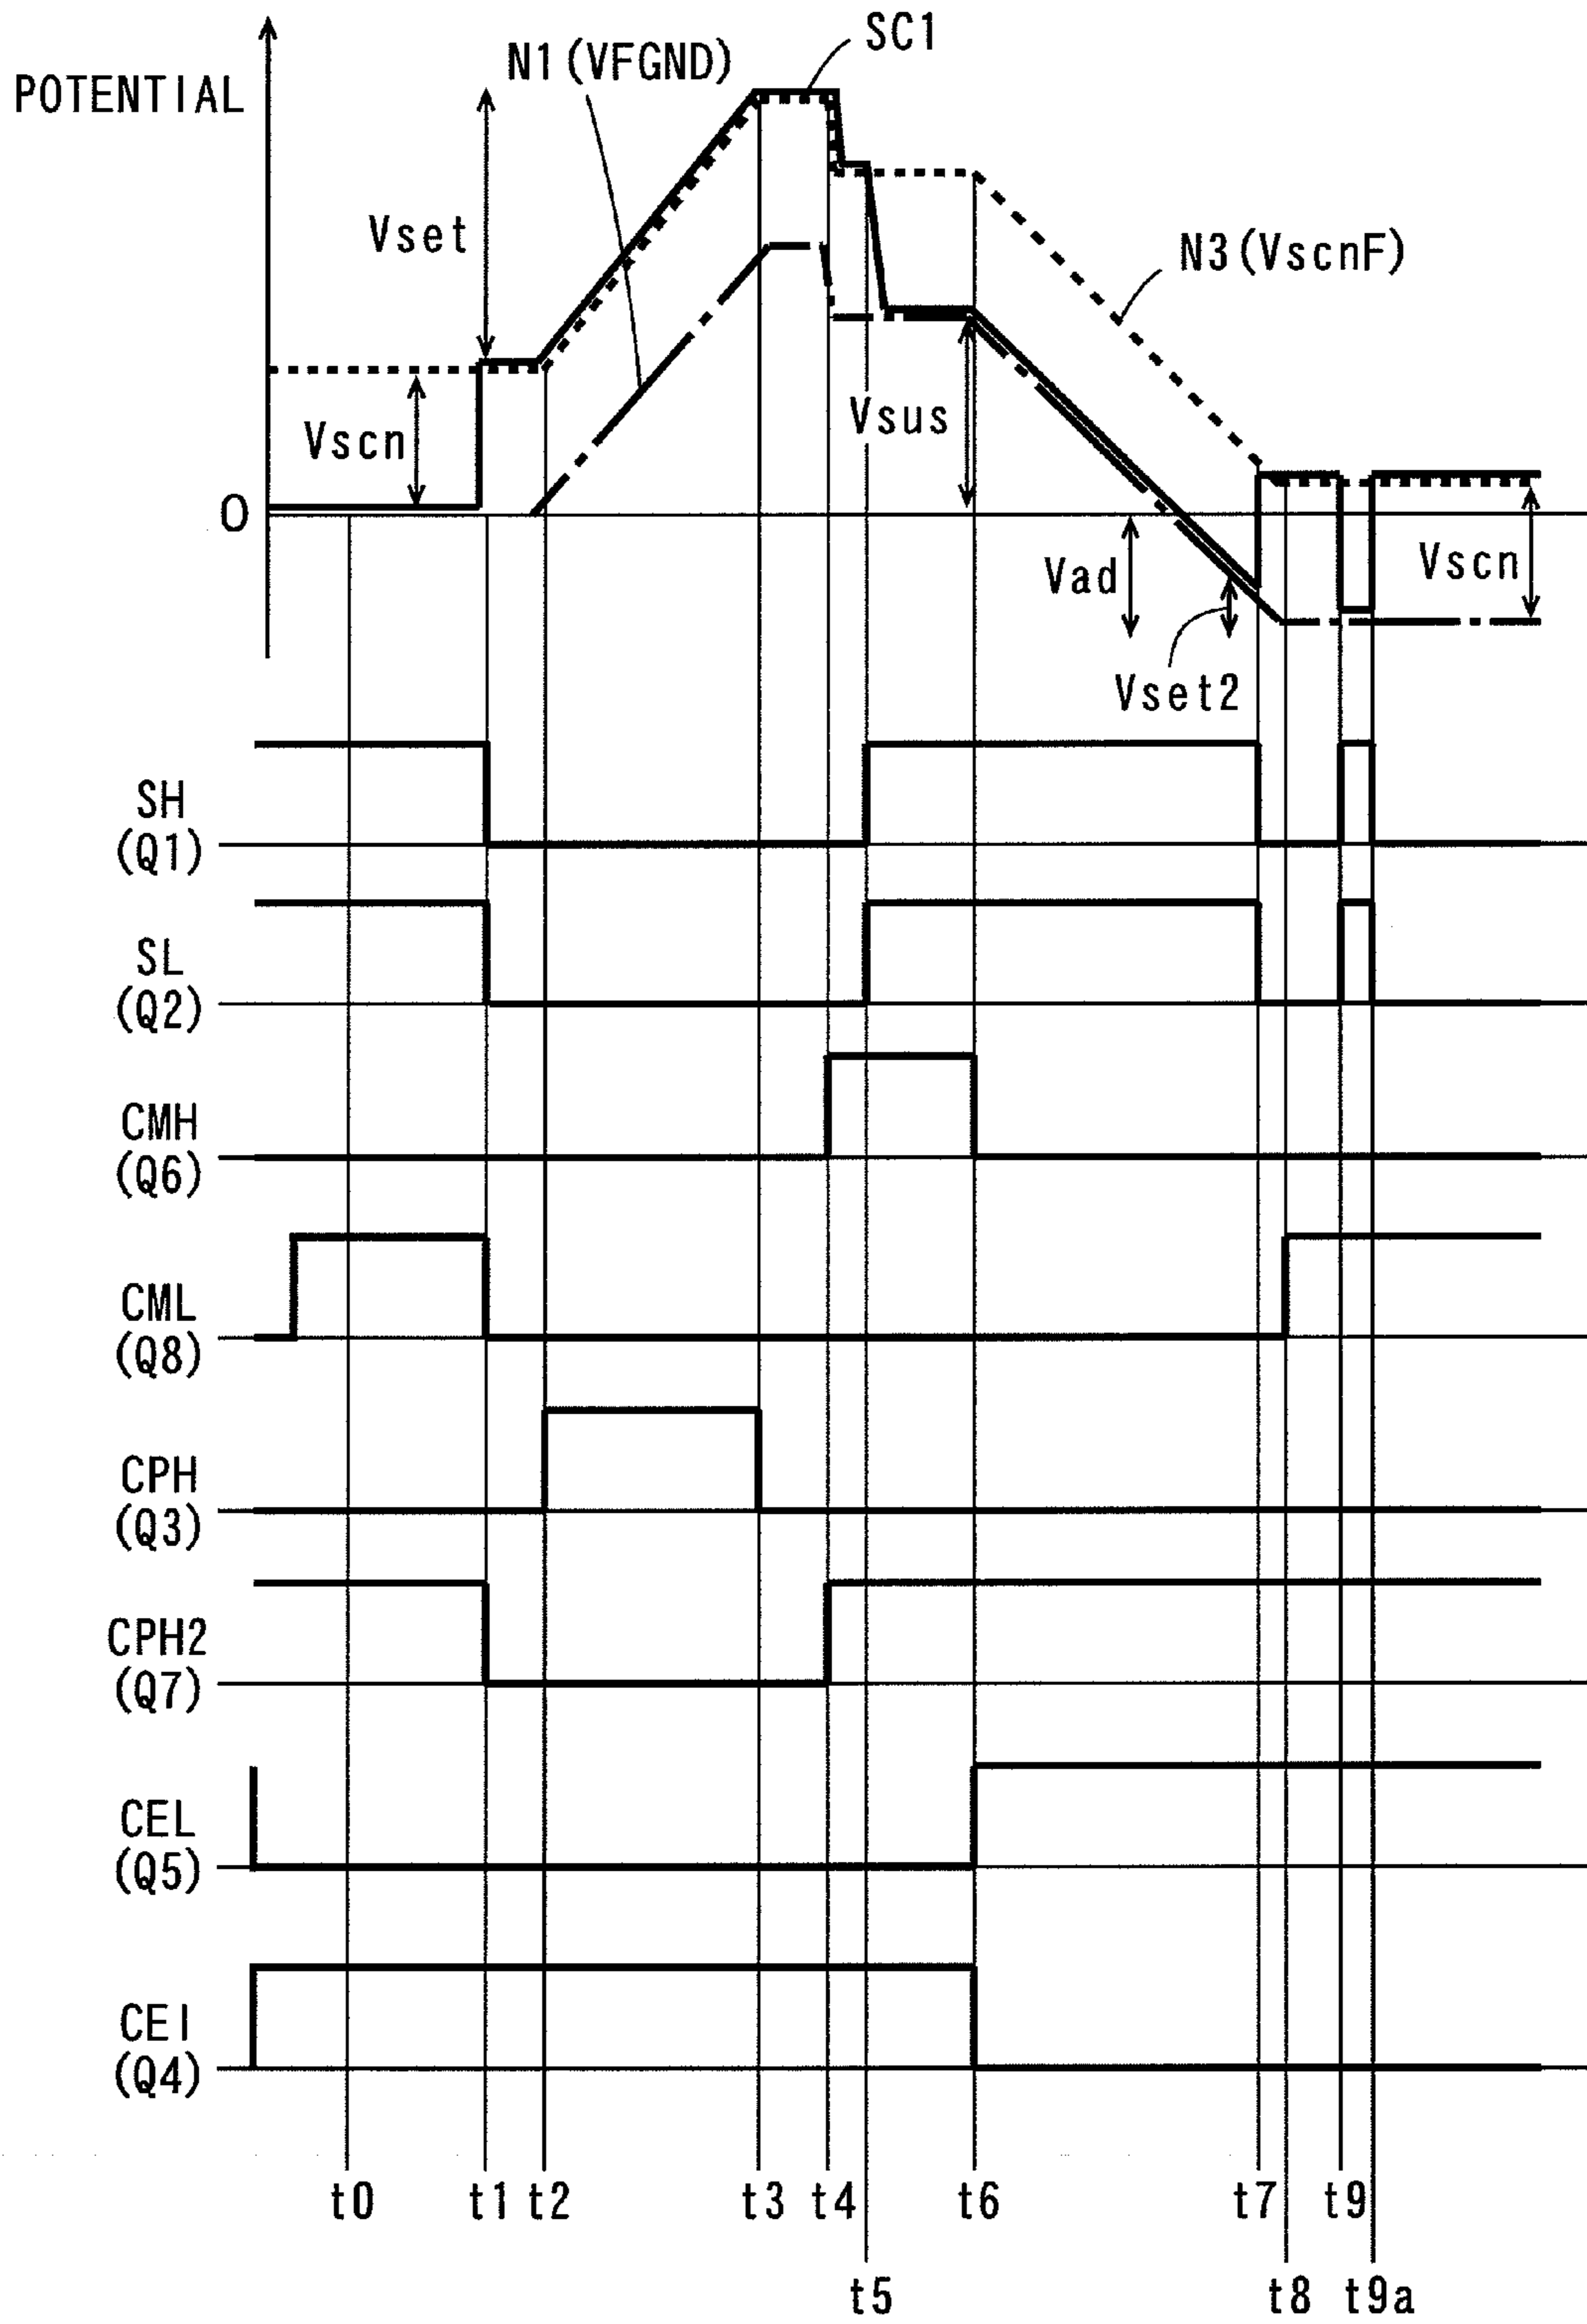 SC1
N1(VFGND)
POTENTIAL
Vset
N3(VscnF)
Vsus
Vscn
0
Vad
Vscn
Vset2
SH
(Q1)
SL
(Q2)
CMH
(Q6)
CML
(Q8)
CPH
(Q3)
CPH2
(Q7)
CEL
(Q5)
CEI
(Q4)
t0 t1 t2 t3 t4 t6 t7 t9
t5 t8 t9a